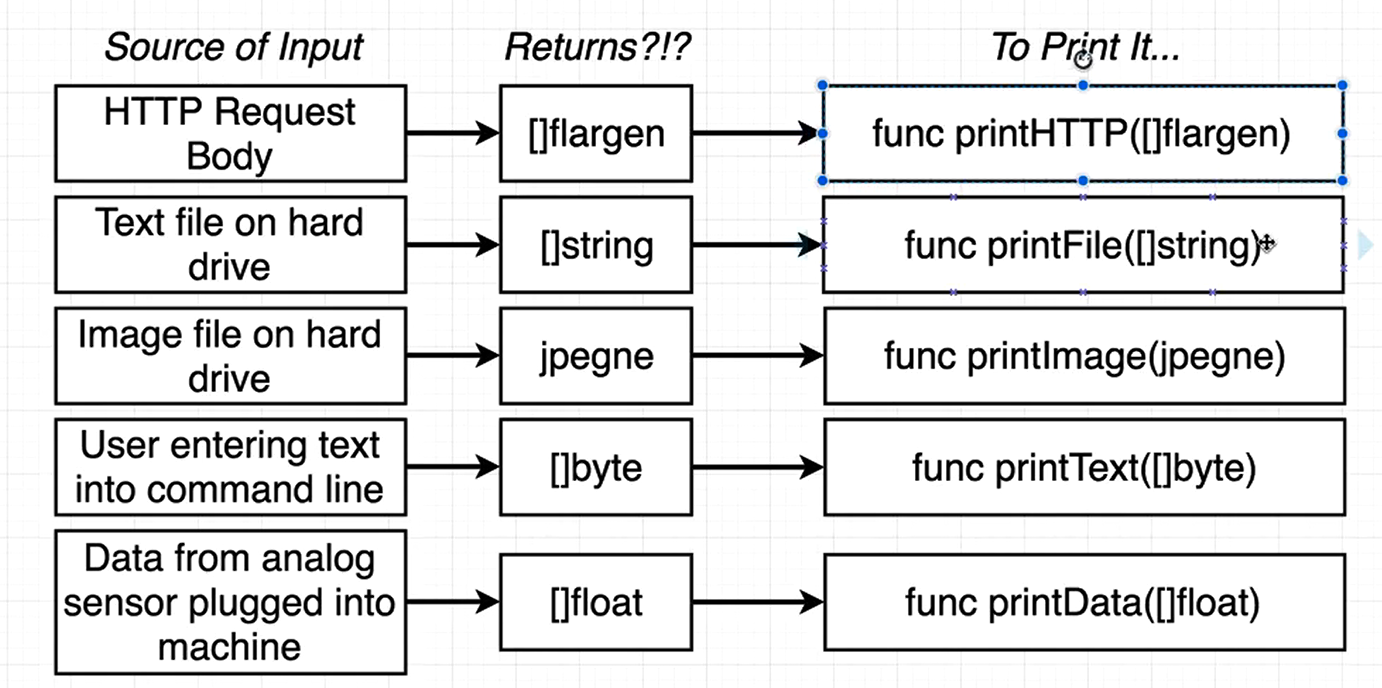 Source of Input
Returns?!?
To Print It...
HTTP Request
Body
[]flargen
func printHTTP([]flargen)
Text file on hard
drive
[]string
func printFile([]string)
Image file on hard
drive
jpegne
func printImage(jpegne)
User entering text
into command line
[]byte
func printText([]byte)
Data from analog
sensor plugged into
machine
[]float
func printData([]float)